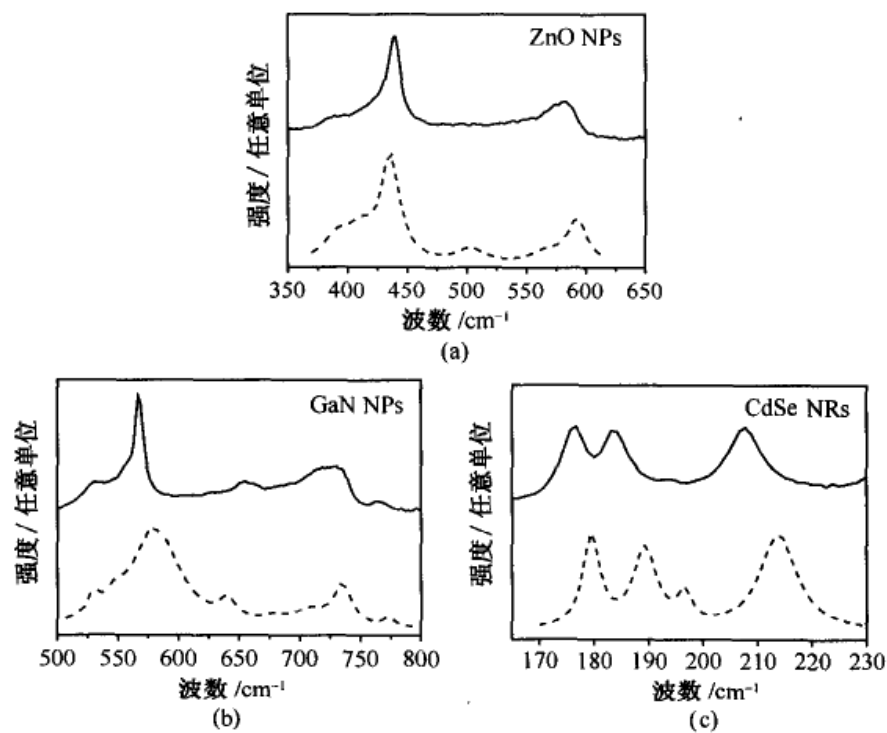 ZnO NPs
强度/任意单位
350 400 450 500 550 600 650
波数/cm⁻¹
(a)
GaN NPs
强度/任意单位
500 550 600 650 700 750 800
波数/cm⁻¹
(b)
CdSe NRs
强度/任意单位
170 180 190 200 210 220 230
波数/cm⁻¹
(c)